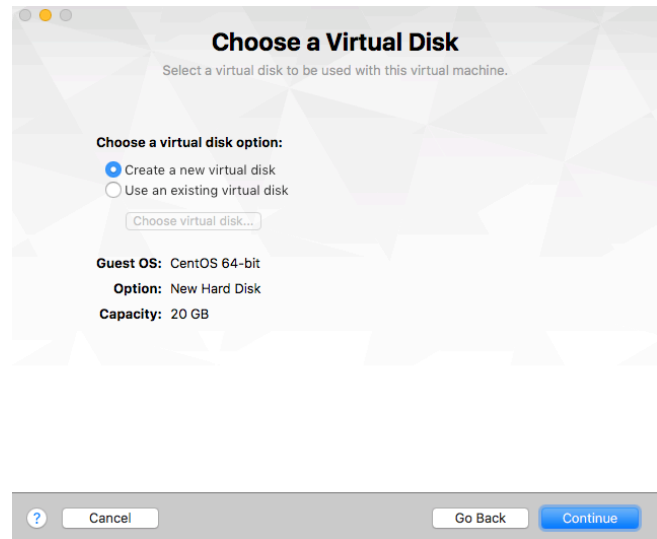 Choose a Virtual Disk
Select a virtual disk to be used with this virtual machine.
Choose a virtual disk option:
Create a new virtual disk
Use an existing virtual disk
Choose virtual disk...
Guest OS: CentOS 64-bit
Option: New Hard Disk
Capacity: 20 GB
? Cancel Go Back Continue